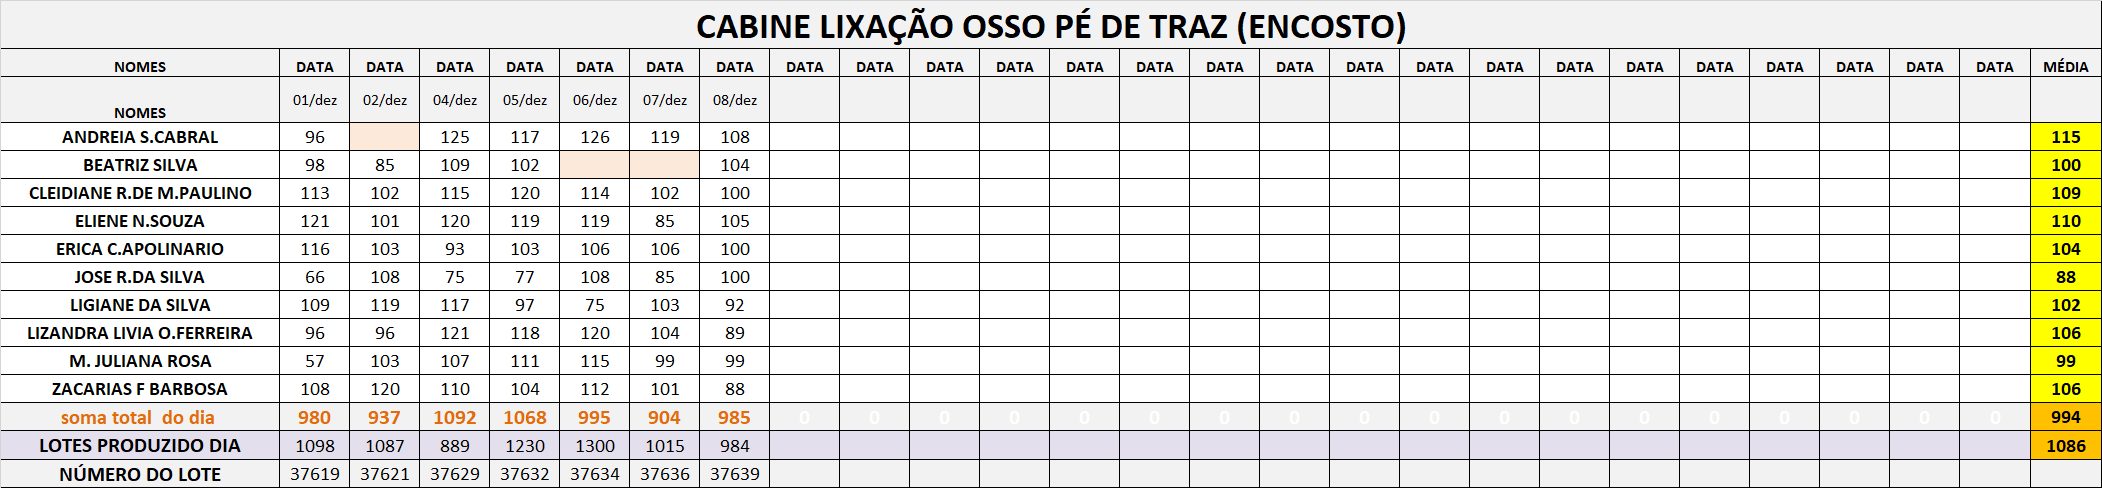 CABINE LIXAÇÃO OSSO PÉ DE TRAZ (ENCOSTO)
NOMES DATA DATA DATA DATA DATA DATA DATA DATA DATA DATA DATA DATA DATA DATA DATA DATA DATA DATA DATA DATA DATA DATA DATA DATA DATA MÉDIA
NOMES 01/dez 02/dez 04/dez 05/dez 06/dez 07/dez 08/dez
ANDREIA S.CABRAL 96 125 117 126 119 108 115
BEATRIZ SILVA 98 85 109 102 104 100
CLEIDIANE R.DE M.PAULINO 113 102 115 120 114 102 100 109
ELIENE N.SOUZA 121 101 120 119 119 85 105 110
ERICA C.APOLINARIO 116 103 93 103 106 106 100 104
JOSE R.DA SILVA 66 108 75 77 108 85 100 88
LIGIANE DA SILVA 109 119 117 97 75 103 92 102
LIZANDRA LIVIA O.FERREIRA 96 96 121 118 120 104 89 106
M. JULIANA ROSA 57 103 107 111 115 99 99 99
ZACARIAS F BARBOSA 108 120 110 104 112 101 88 106
soma total do dia 980 937 1092 1068 995 904 985 0 0 0 0 0 0 0 0 0 0 0 0 0 0 0 0 0 0 994
LOTES PRODUZIDO DIA 1098 1087 889 1230 1300 1015 984 1086
NÚMERO DO LOTE 37619 37621 37629 37632 37634 37636 37639